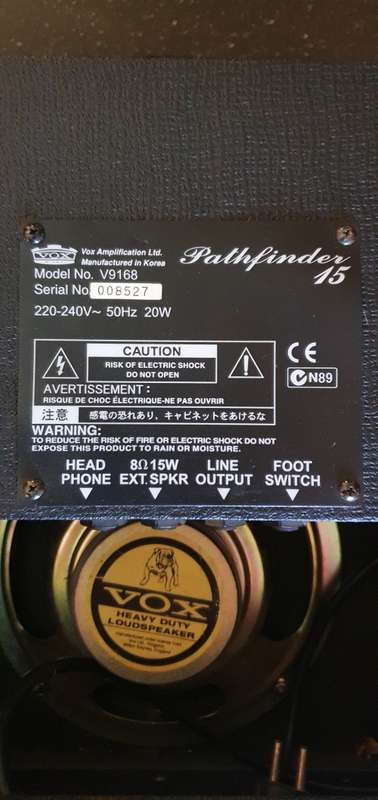 VOX
Vox Amplification Ltd.
Manufactured in Korea
Pathfinder
15
Model No. V9168
Serial No. 008527
220-240V~ 50Hz 20W
CAUTION
RISK OF ELECTRIC SHOCK
DO NOT OPEN
CE
N89
AVERTISSEMENT:
RISQUE DE CHOC ÉLECTRIQUE-NE PAS OUVRIR
注意 感電の恐れあり、キャビネットをあけるな
WARNING:
TO REDUCE THE RISK OF FIRE OR ELECTRIC SHOCK DO NOT
EXPOSE THIS PRODUCT TO RAIN OR MOISTURE.
HEAD PHONE
8Ω15W EXT.SPKR
LINE OUTPUT
FOOT SWITCH
VOX
HEAVY DUTY
LOUDSPEAKER